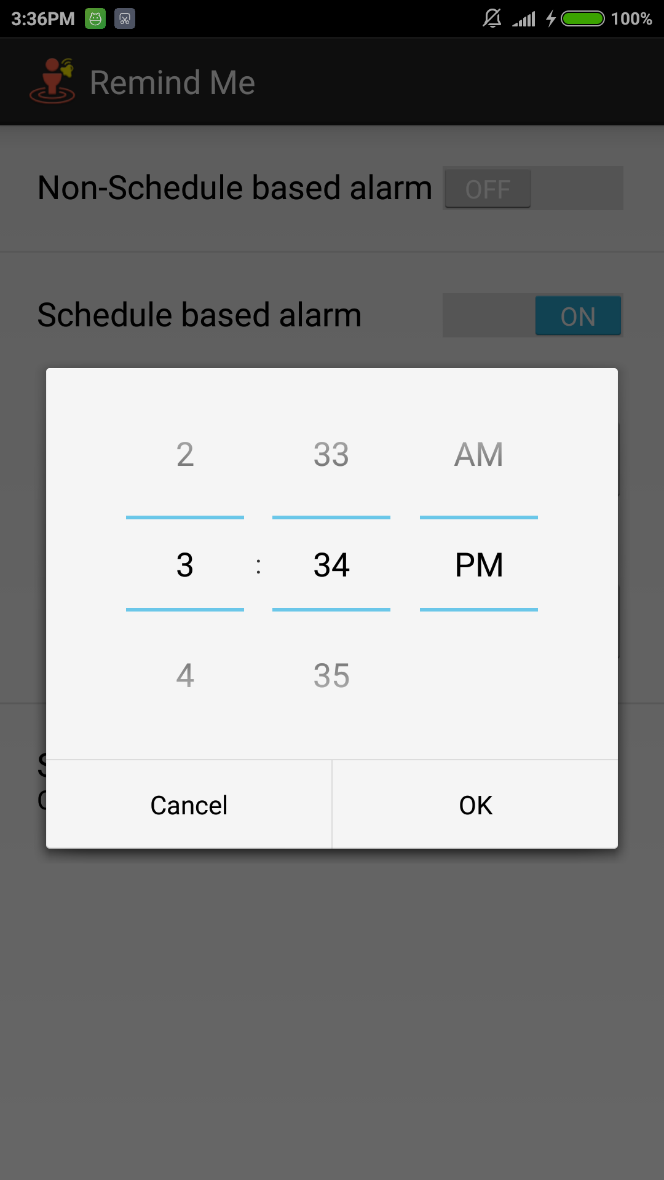 3:36PM 100%
Remind Me
Non-Schedule based alarm OFF
Schedule based alarm ON
2 33 AM
3 : 34 PM
4 35
Cancel OK